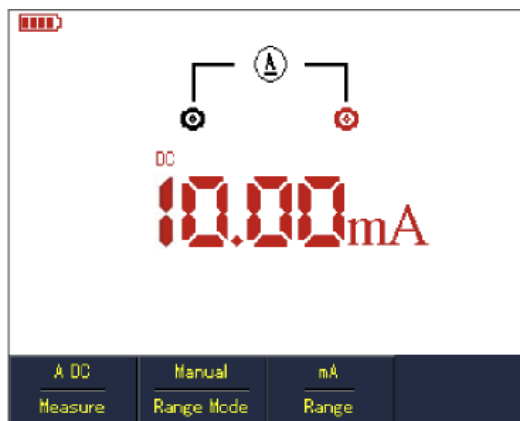 A
DC
10.00mA
A DC Manual mA
Measure Range Mode Range